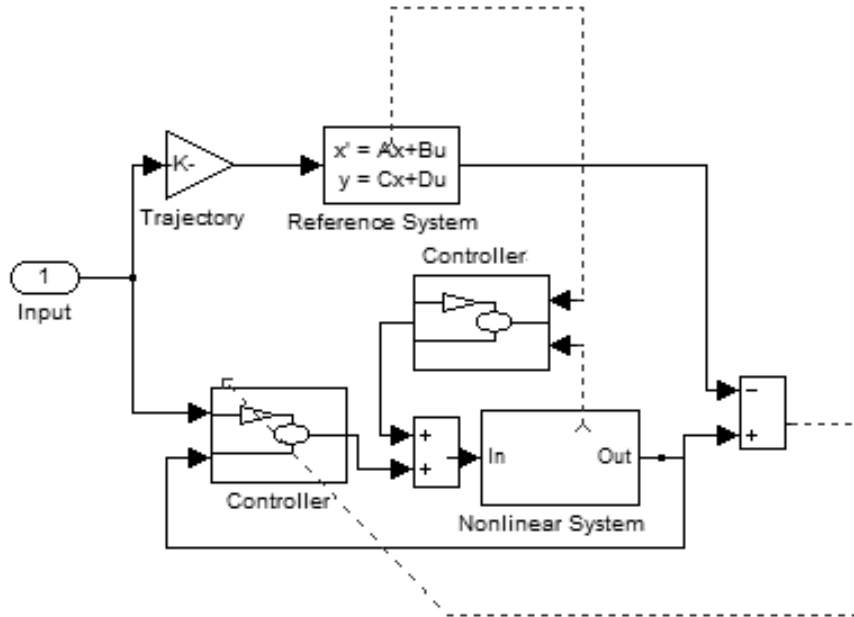 K-
Trajectory
x' = Ax+Bu
y = Cx+Du
Reference System
1
Input
Controller
Controller
+
+
In
Out
Nonlinear System
−
+